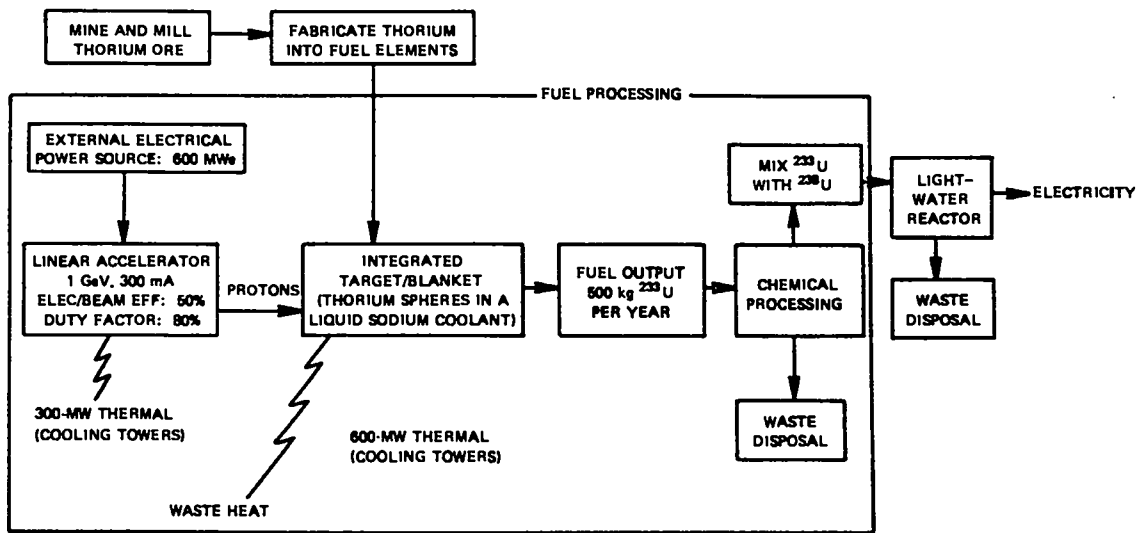 MINE AND MILL
THORIUM ORE
FABRICATE THORIUM
INTO FUEL ELEMENTS
FUEL PROCESSING
EXTERNAL ELECTRICAL
POWER SOURCE: 600 MWe
MIX ²³³U
WITH ²³⁸U
LIGHT–
WATER
REACTOR
ELECTRICITY
LINEAR ACCELERATOR
1 GeV, 300 mA
ELEC/BEAM EFF: 50%
DUTY FACTOR: 80%
PROTONS
INTEGRATED
TARGET/BLANKET
(THORIUM SPHERES IN A
LIQUID SODIUM COOLANT)
FUEL OUTPUT
500 kg ²³³U
PER YEAR
CHEMICAL
PROCESSING
WASTE
DISPOSAL
300-MW THERMAL
(COOLING TOWERS)
600-MW THERMAL
(COOLING TOWERS)
WASTE
DISPOSAL
WASTE HEAT